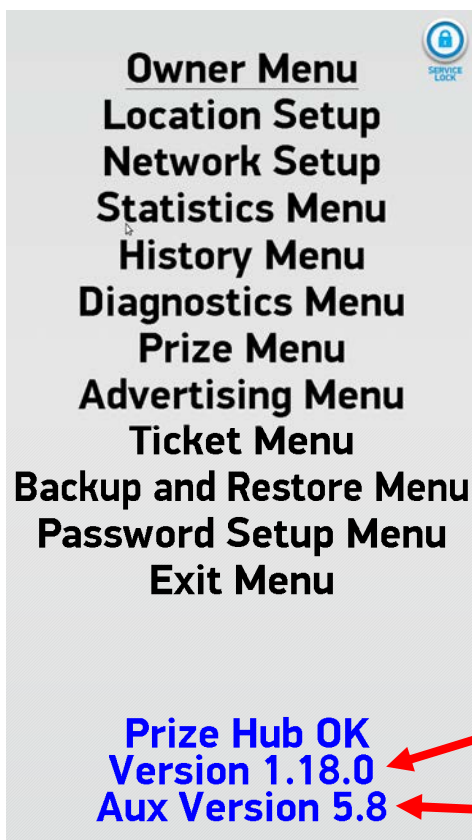 Owner Menu
SERVICE
LOCK
Location Setup
Network Setup
Statistics Menu
History Menu
Diagnostics Menu
Prize Menu
Advertising Menu
Ticket Menu
Backup and Restore Menu
Password Setup Menu
Exit Menu
Prize Hub OK
Version 1.18.0
Aux Version 5.8